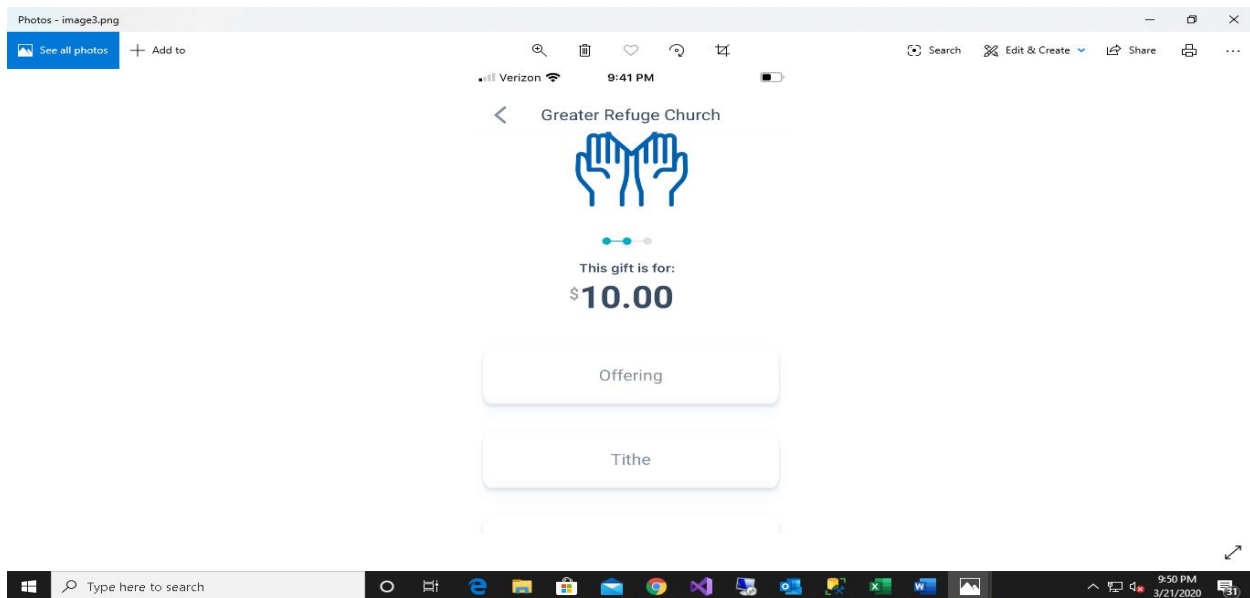 Photos - image3.png
See all photos
Add to
Search
Edit & Create
Share
Verizon
9:41 PM
Greater Refuge Church
This gift is for:
$10.00
Offering
Tithe
Type here to search
9:50 PM
3/21/2020
31